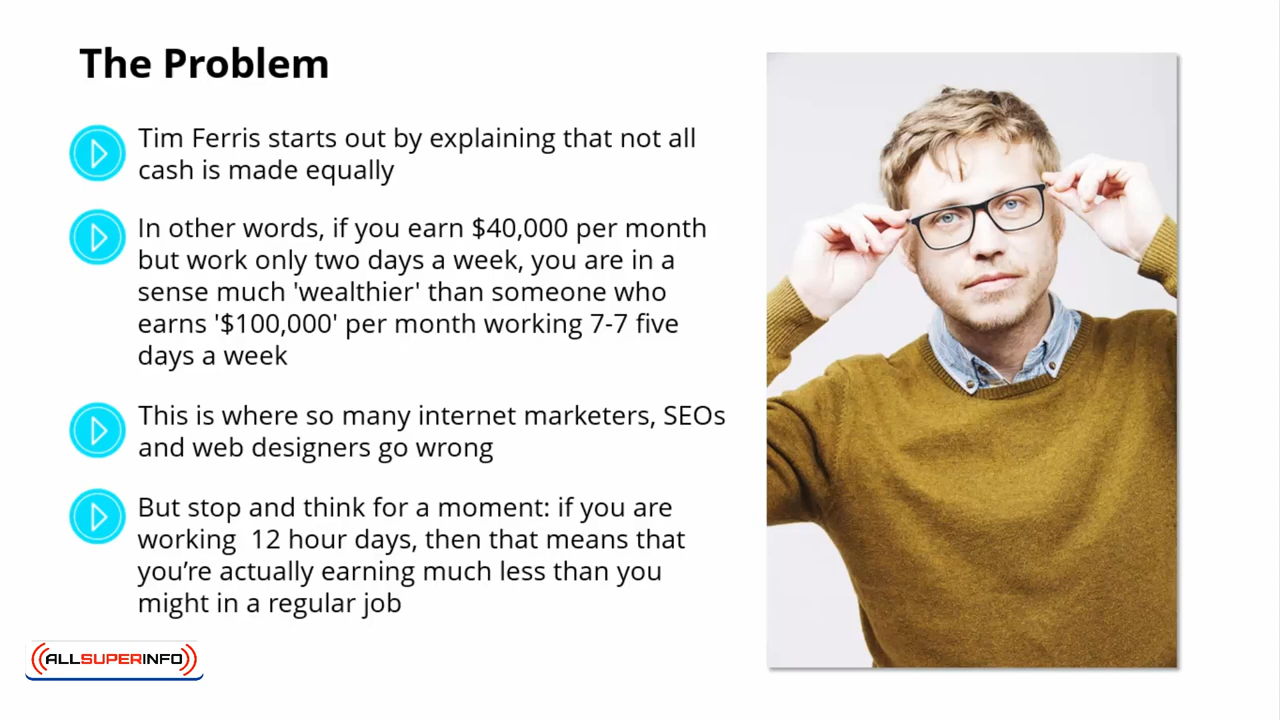 The Problem
Tim Ferris starts out by explaining that not all
cash is made equally
In other words, if you earn $40,000 per month
but work only two days a week, you are in a
sense much 'wealthier' than someone who
earns '$100,000' per month working 7-7 five
days a week
This is where so many internet marketers, SEOs
and web designers go wrong
But stop and think for a moment: if you are
working  12 hour days, then that means that
you’re actually earning much less than you
might in a regular job
ALLSUPERINFO